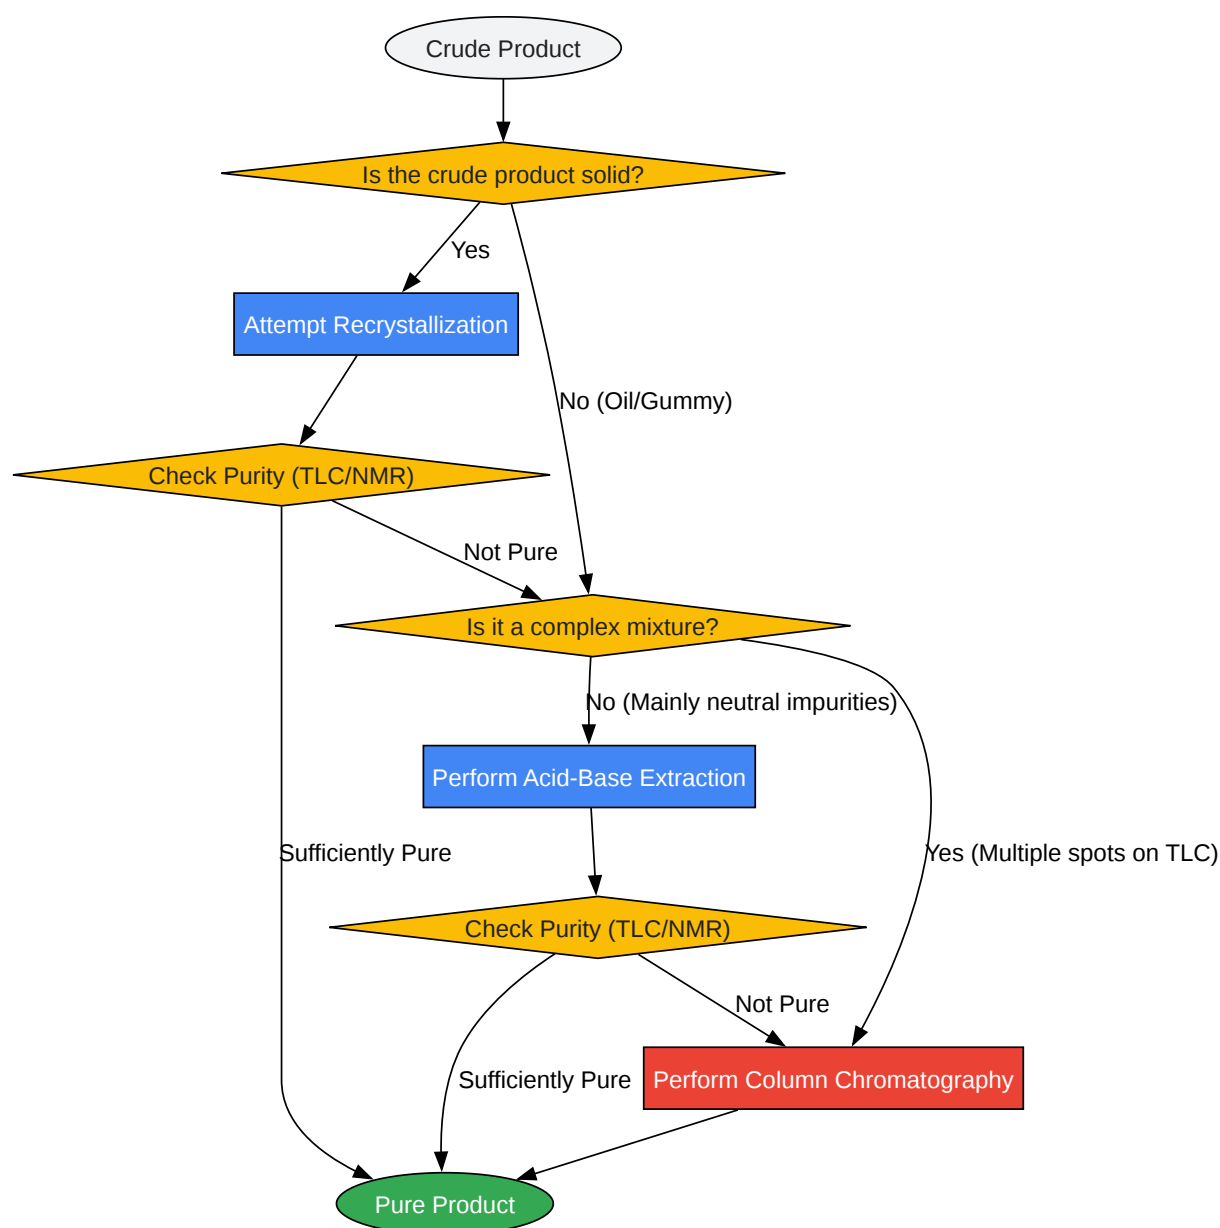 Crude Product
Is the crude product solid?
Yes
Attempt Recrystallization
No (Oil/Gummy)
Check Purity (TLC/NMR)
Not Pure
Is it a complex mixture?
No (Mainly neutral impurities)
Perform Acid-Base Extraction
Sufficiently Pure
Yes (Multiple spots on TLC)
Check Purity (TLC/NMR)
Not Pure
Sufficiently Pure
Perform Column Chromatography
Pure Product